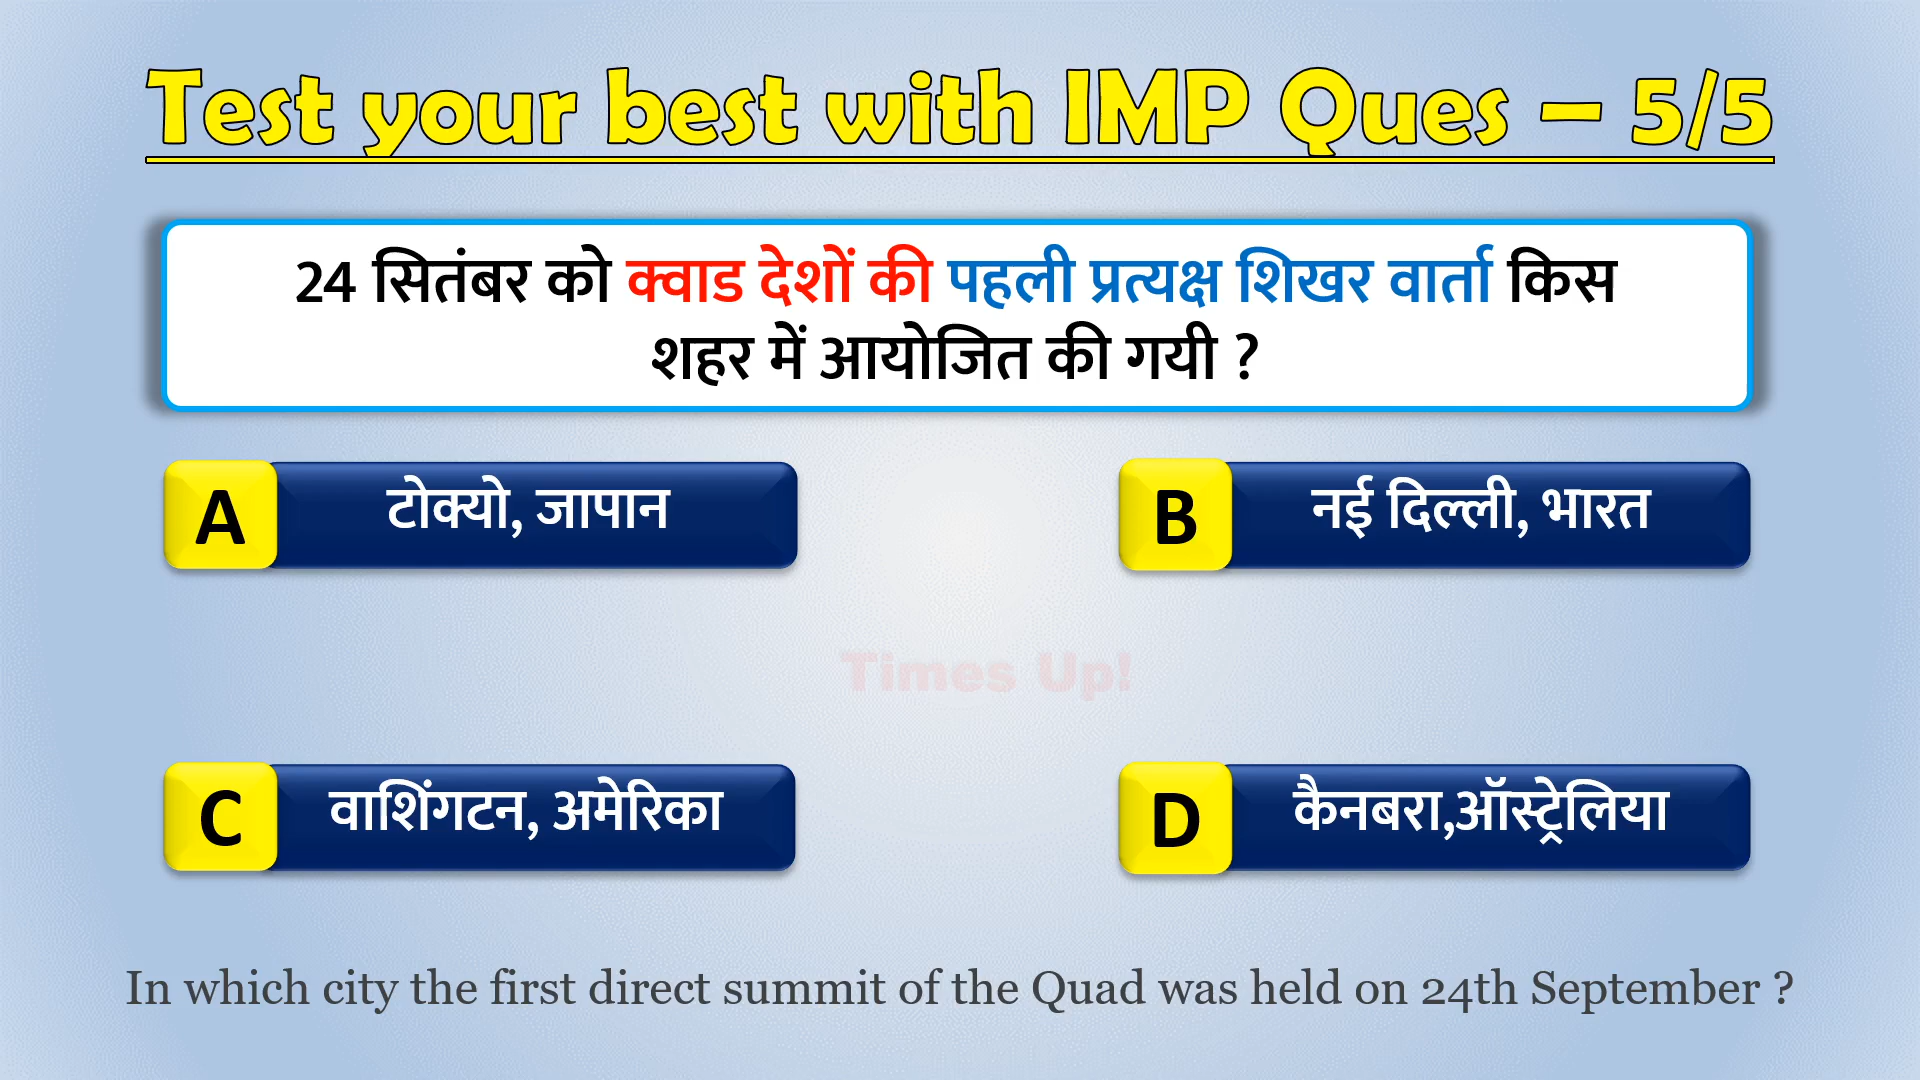 Test your best with IMP Ques – 5/5
24 सितंबर को क्वाड देशों की पहली प्रत्यक्ष शिखर वार्ता किस
शहर में आयोजित की गयी ?
A टोक्यो, जापान
B नई दिल्ली, भारत
Times Up!
C वाशिंगटन, अमेरिका
D कैनबरा,ऑस्ट्रेलिया
In which city the first direct summit of the Quad was held on 24th September ?